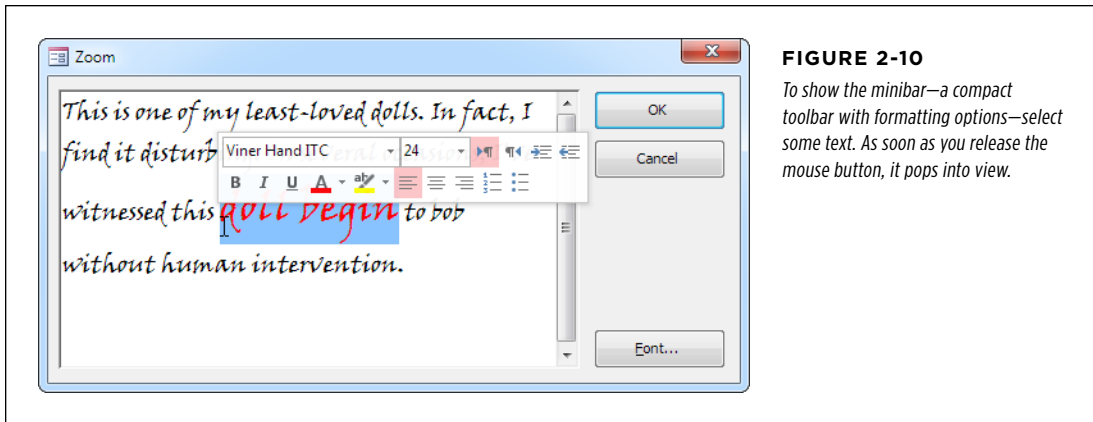 Zoom
This is one of my least-loved dolls. In fact, I
find it disturb
Viner Hand ITC 24
B I U A ab
witnessed this doll begin to bob
without human intervention.
OK
Cancel
Font...
FIGURE 2-10
To show the minibar—a compact
toolbar with formatting options—select
some text. As soon as you release the
mouse button, it pops into view.